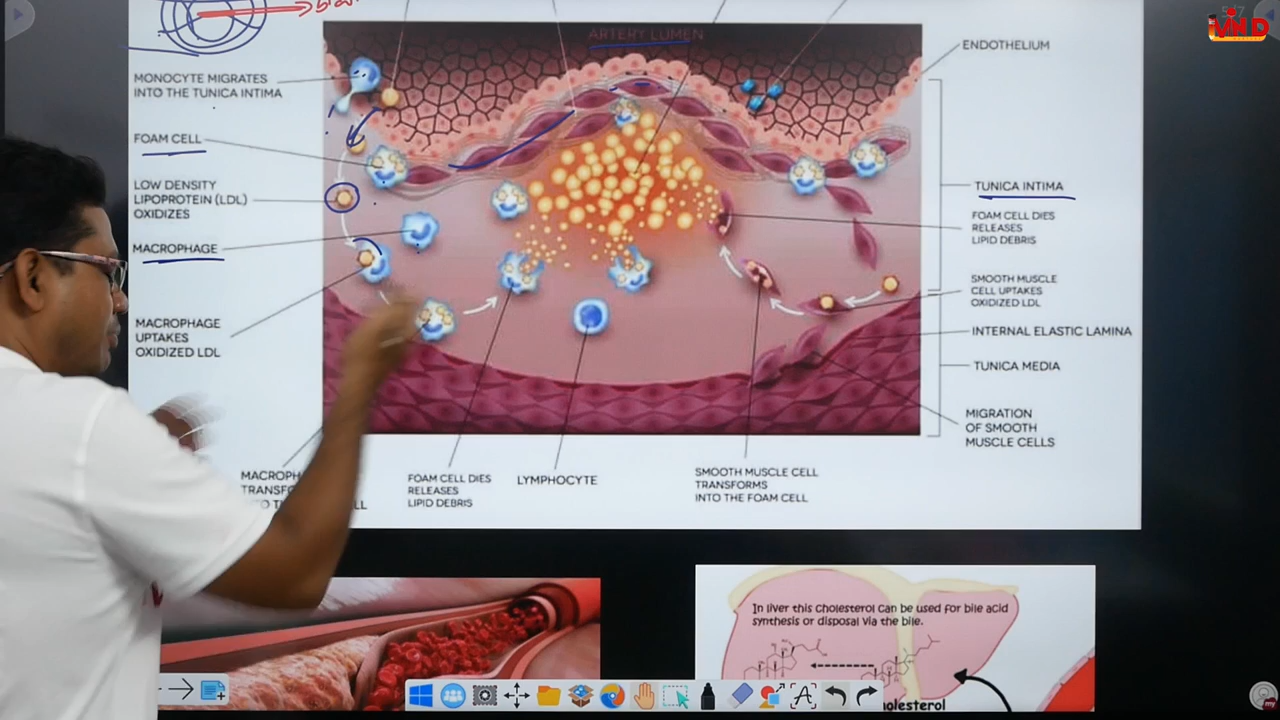 ARTERY LUMEN
ENDOTHELIUM
MONOCYTE MIGRATES
INTO THE TUNICA INTIMA
FOAM CELL
LOW DENSITY
LIPOPROTEIN (LDL)
OXIDIZES
MACROPHAGE
MACROPHAGE
UPTAKES
OXIDIZED LDL
TUNICA INTIMA
FOAM CELL DIES
RELEASES
LIPID DEBRIS
SMOOTH MUSCLE
CELL UPTAKES
OXIDIZED LDL
INTERNAL ELASTIC LAMINA
TUNICA MEDIA
MIGRATION
OF SMOOTH
MUSCLE CELLS
FOAM CELL DIES
RELEASES
LIPID DEBRIS
LYMPHOCYTE
SMOOTH MUSCLE CELL
TRANSFORMS
INTO THE FOAM CELL
In liver this Cholesterol can be used for bile acid
synthesis or disposal via the bile.